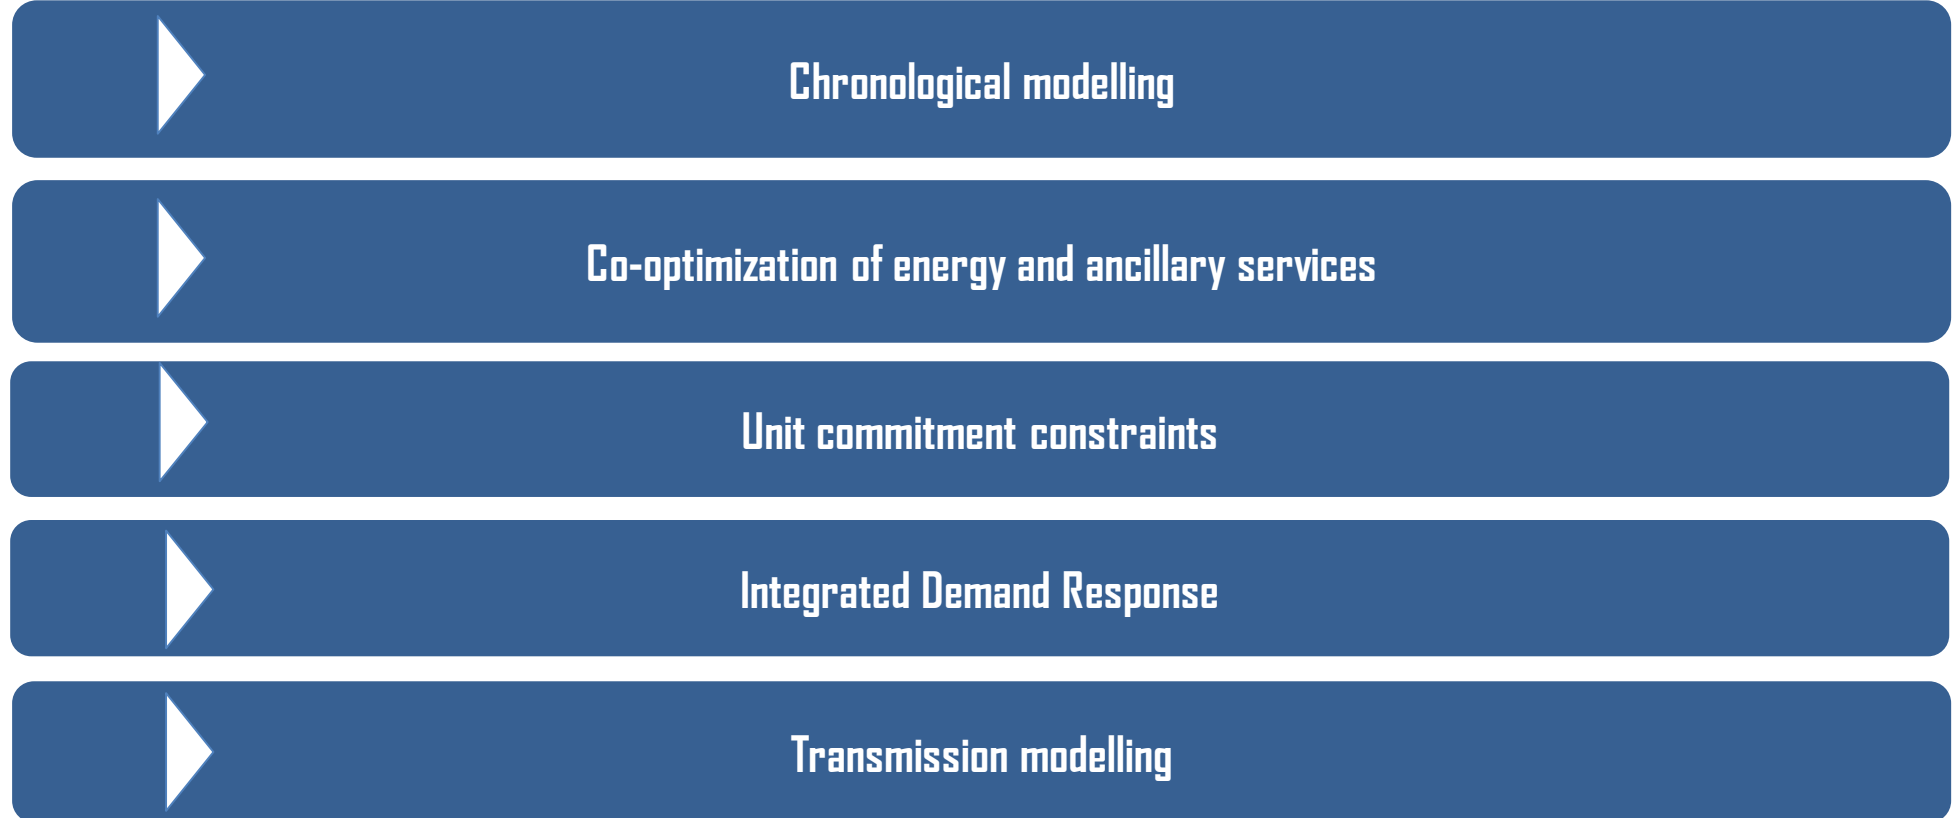 Chronological modelling
Co-optimization of energy and ancillary services
Unit commitment constraints
Integrated Demand Response
Transmission modelling